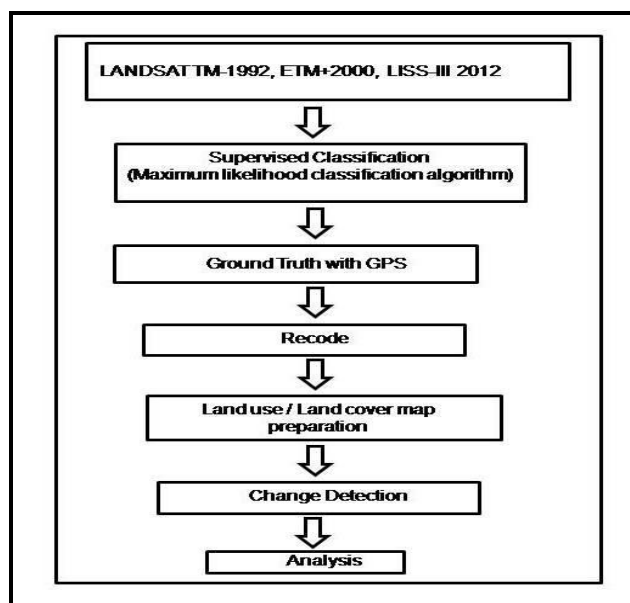 LANDSAT TM-1992, ETM+2000, LISS-III 2012
Supervised Classification
(Maximum likelihood classification algorithm)
Ground Truth with GPS
Recode
Land use / Land cover map
preparation
Change Detection
Analysis